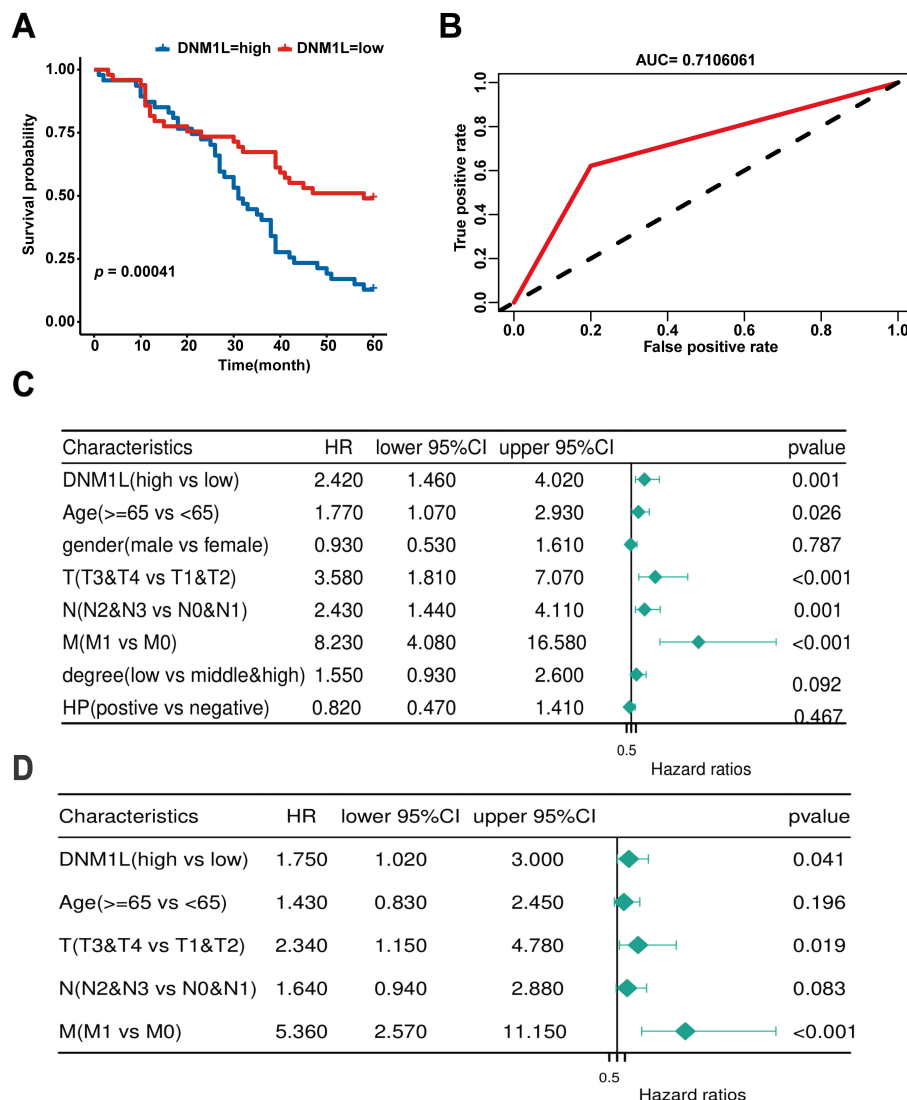 A
DNM1L=high DNM1L=low
Survival probability
1.00
0.75
0.50
0.25
0.00
p = 0.00041
0 10 20 30 40 50 60
Time(month)
B
AUC= 0.7106061
True positive rate
1.0
0.8
0.6
0.4
0.2
0.0
0.0 0.2 0.4 0.6 0.8 1.0
False positive rate
C
Characteristics HR lower 95%CI upper 95%CI pvalue
DNM1L(high vs low) 2.420 1.460 4.020 0.001
Age(>=65 vs <65) 1.770 1.070 2.930 0.026
gender(male vs female) 0.930 0.530 1.610 0.787
T(T3&T4 vs T1&T2) 3.580 1.810 7.070 <0.001
N(N2&N3 vs N0&N1) 2.430 1.440 4.110 0.001
M(M1 vs M0) 8.230 4.080 16.580 <0.001
degree(low vs middle&high) 1.550 0.930 2.600 0.092
HP(postive vs negative) 0.820 0.470 1.410 0.467
0.5
Hazard ratios
D
Characteristics HR lower 95%CI upper 95%CI pvalue
DNM1L(high vs low) 1.750 1.020 3.000 0.041
Age(>=65 vs <65) 1.430 0.830 2.450 0.196
T(T3&T4 vs T1&T2) 2.340 1.150 4.780 0.019
N(N2&N3 vs N0&N1) 1.640 0.940 2.880 0.083
M(M1 vs M0) 5.360 2.570 11.150 <0.001
0.5
Hazard ratios